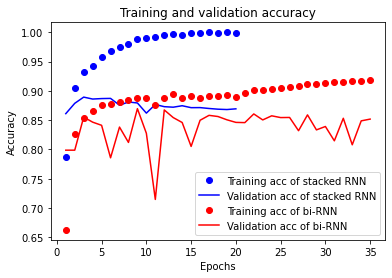 Training and validation accuracy
Accuracy
1.00
0.95
0.90
0.85
0.80
0.75
0.70
0.65
Training acc of stacked RNN
Validation acc of stacked RNN
Training acc of bi-RNN
Validation acc of bi-RNN
0 5 10 15 20 25 30 35
Epochs